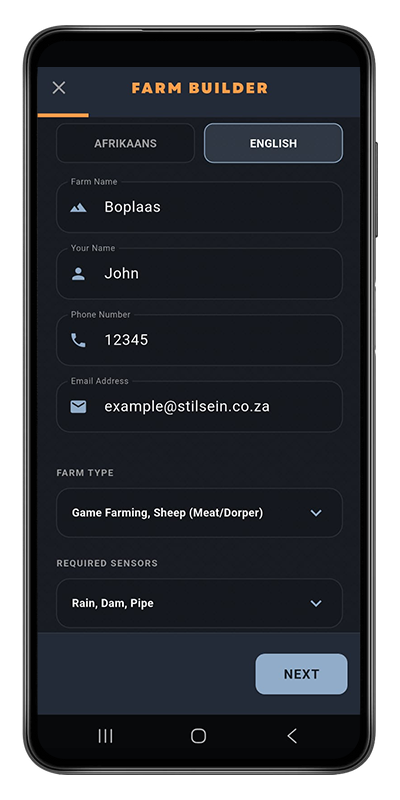 FARM BUILDER
AFRIKAANS
ENGLISH
Farm Name
Boplaas
Your Name
John
Phone Number
12345
Email Address
example@stilsein.co.za
FARM TYPE
Game Farming, Sheep (Meat/Dorper)
REQUIRED SENSORS
Rain, Dam, Pipe
NEXT